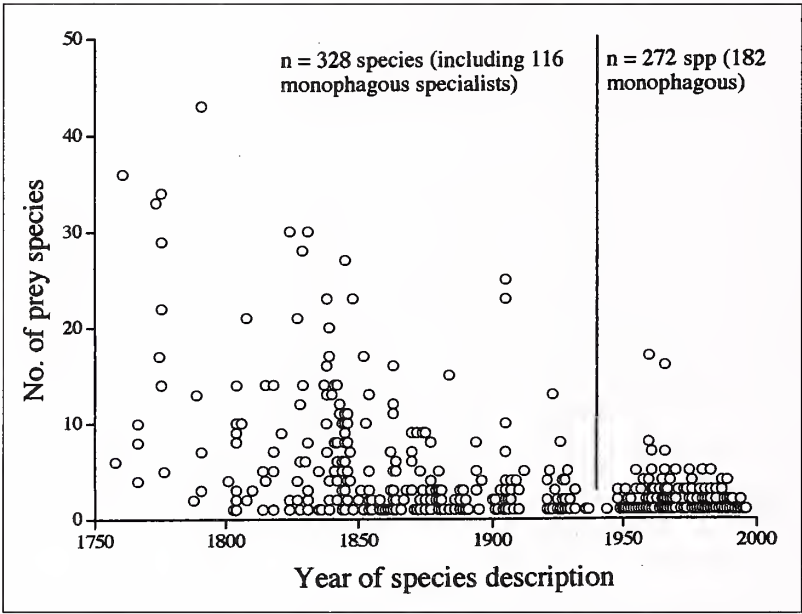 50
40
30
20
10
0
No. of prey species
n = 328 species (including 116
monophagous specialists)
n = 272 spp (182
monophagous)
1750 1800 1850 1900 1950 2000
Year of species description